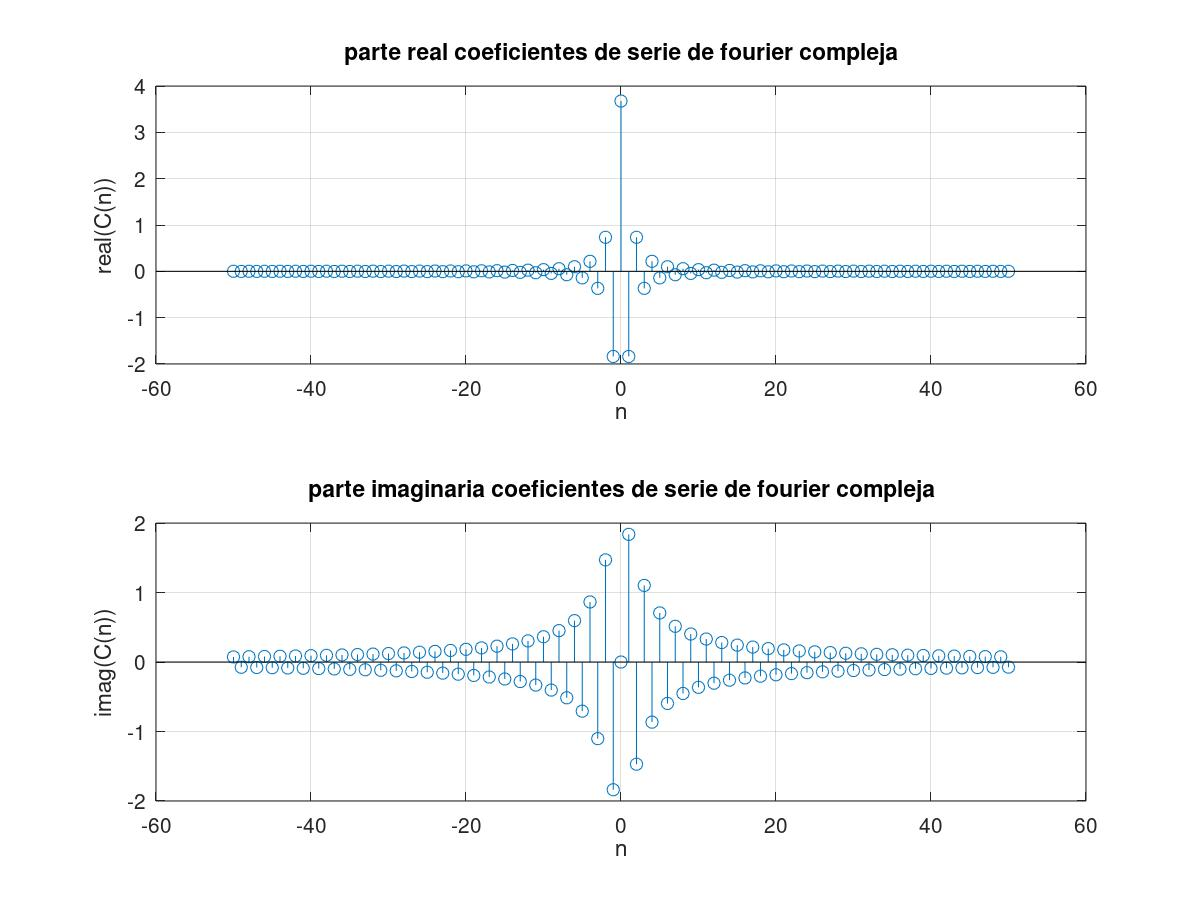 parte real coeficientes de serie de fourier compleja
4
3
2
1
0
-1
-2
real(C(n))
-60 -40 -20 0 20 40 60
n
parte imaginaria coeficientes de serie de fourier compleja
2
1
0
-1
-2
imag(C(n))
-60 -40 -20 0 20 40 60
n